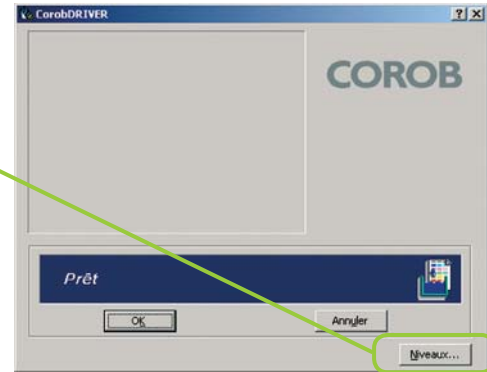 CorobDRIVER
COROB
Prêt
OK
Annuler
Niveaux...